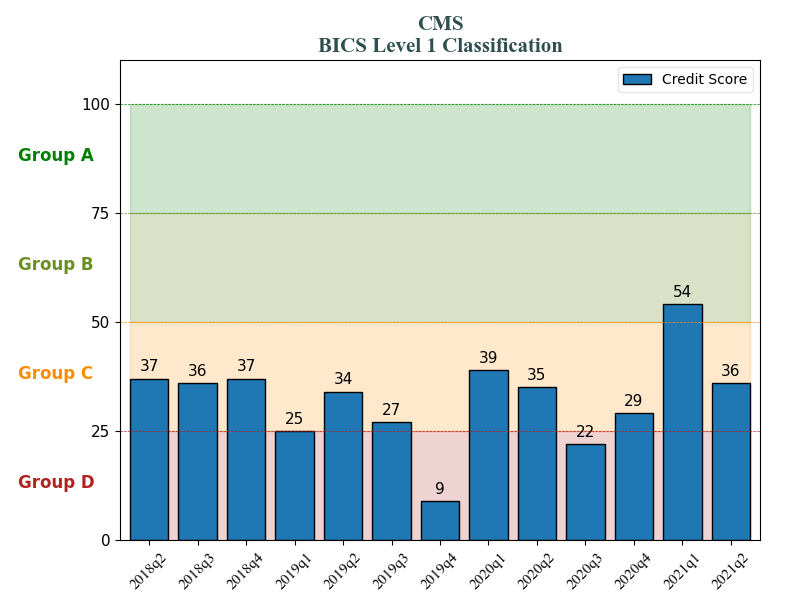 CMS
BICS Level 1 Classification
Credit Score
100
Group A
75
Group B
50
Group C
25
Group D
0
37
36
37
25
34
27
9
39
35
22
29
54
36
2018q2
2018q3
2018q4
2019q1
2019q2
2019q3
2019q4
2020q1
2020q2
2020q3
2020q4
2021q1
2021q2